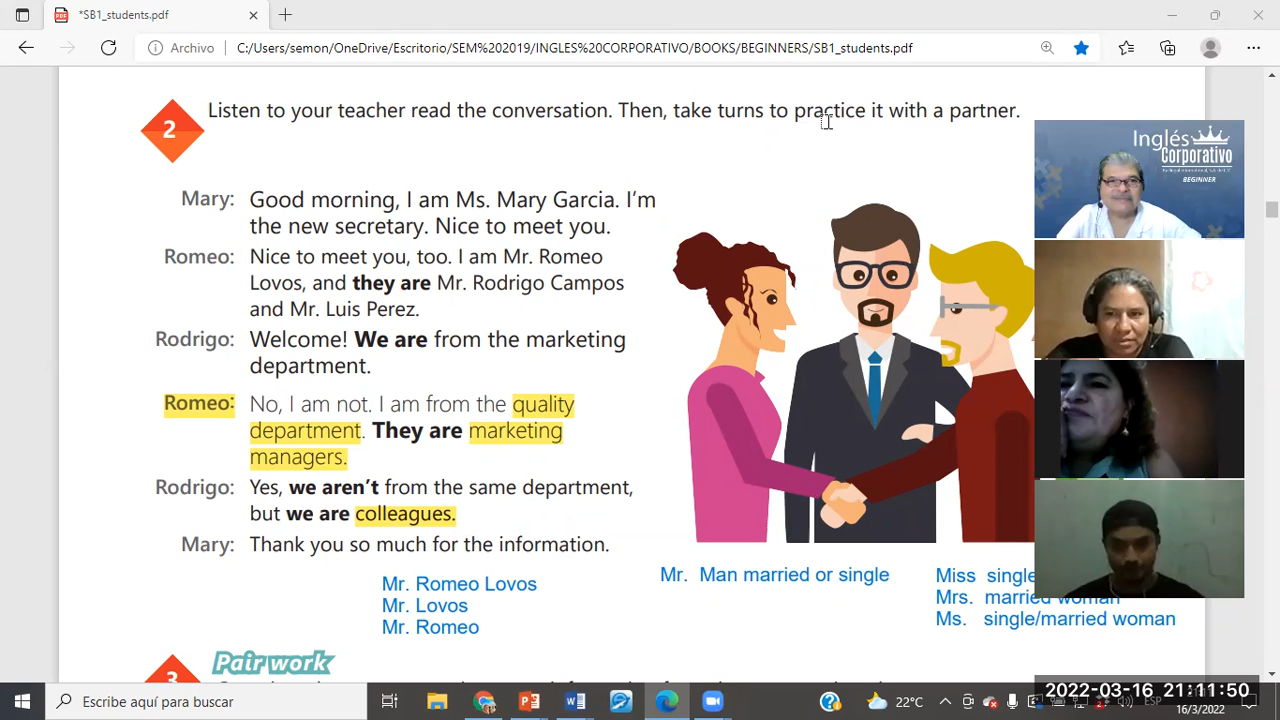 *SB1_students.pdf
Archivo
C:/Users/semon/OneDrive/Escritorio/SEM%202019/INGLES%20CORPORATIVO/BOOKS/BEGINNERS/SB1_students.pdf
2
Listen to your teacher read the conversation. Then, take turns to practice it with a partner.
Mary: Good morning, I am Ms. Mary Garcia. I'm
the new secretary. Nice to meet you.
Romeo: Nice to meet you, too. I am Mr. Romeo
Lovos, and they are Mr. Rodrigo Campos
and Mr. Luis Perez.
Rodrigo: Welcome! We are from the marketing
department.
Romeo: No, I am not. I am from the quality
department. They are marketing
managers.
Rodrigo: Yes, we aren't from the same department,
but we are colleagues.
Mary: Thank you so much for the information.
Mr. Romeo Lovos
Mr. Lovos
Mr. Romeo
Mr. Man married or single
Miss single
Mrs. married woman
Ms. single/married woman
Inglés
Corporativo
BEGINNER
3
Pair work
Escribe aquí para buscar
22°C
ESP
2022-03-16 21:11:50
16/3/2022